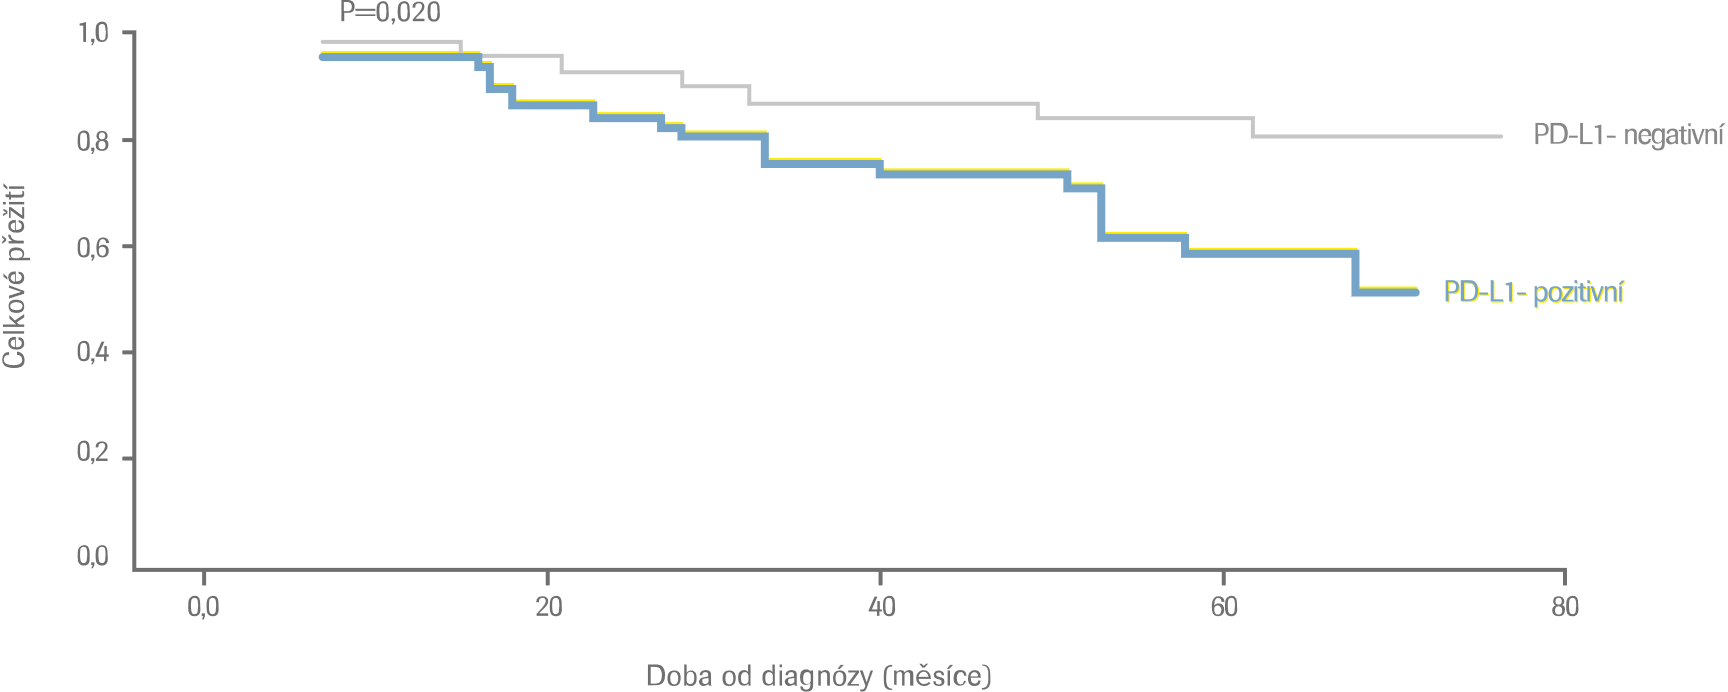 P=0,020
1,0
0,8
0,6
0,4
0,2
0,0
Celkové přežití
PD-L1- negativní
PD-L1- pozitivní
0,0 20 40 60 80
Doba od diagnózy (měsíce)